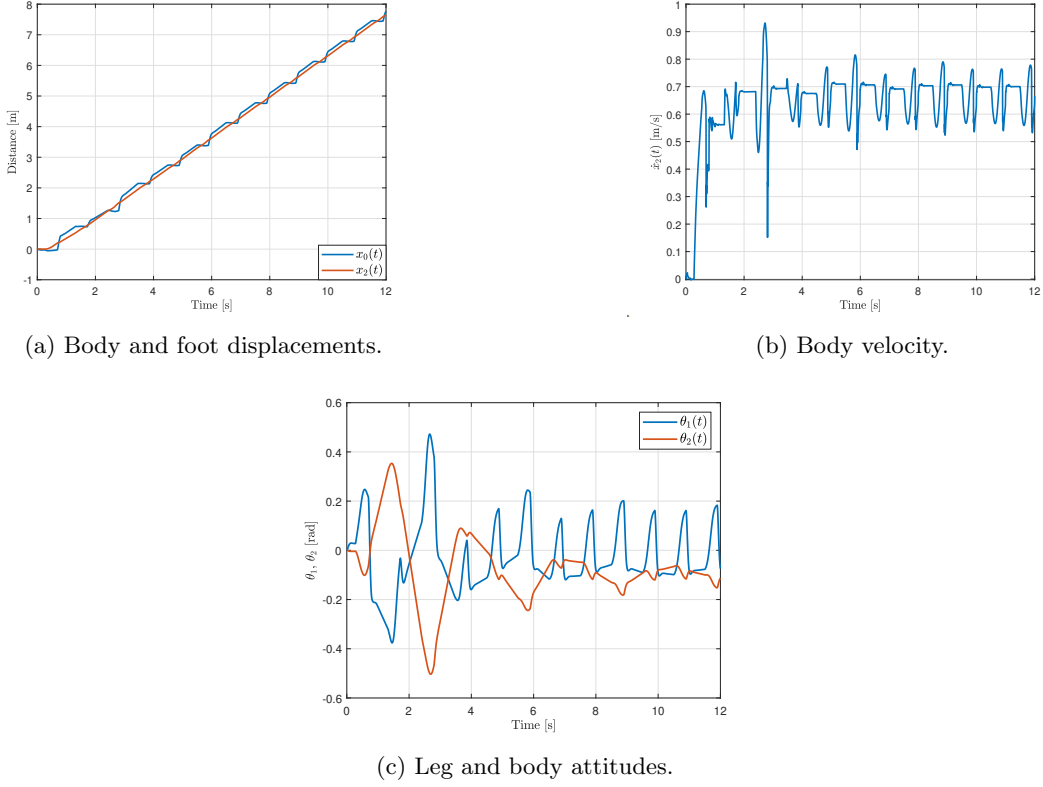 8
7
6
5
4
3
2
1
0
-1
Distance [m]
0 2 4 6 8 10 12
Time [s]
x₀(t)
x₂(t)
(a) Body and foot displacements.
1
0.9
0.8
0.7
0.6
0.5
0.4
0.3
0.2
0.1
0
ẋ₂(t) [m/s]
0 2 4 6 8 10 12
Time [s]
(b) Body velocity.
0.6
0.4
0.2
0
-0.2
-0.4
-0.6
θ₁, θ₂ [rad]
0 2 4 6 8 10 12
Time [s]
θ₁(t)
θ₂(t)
(c) Leg and body attitudes.